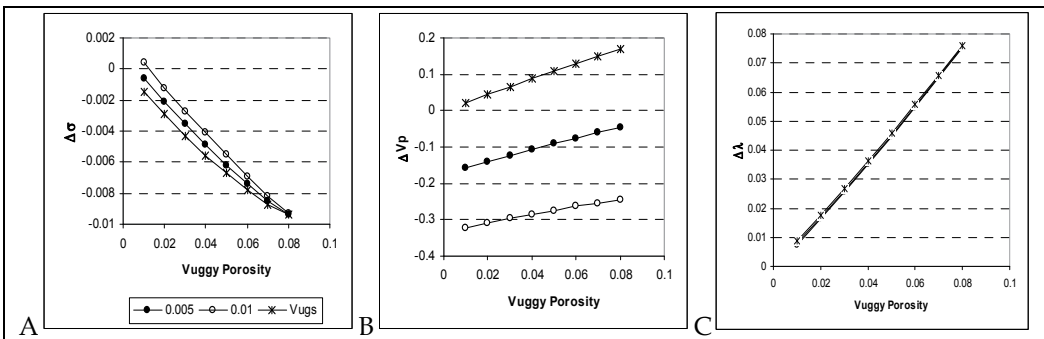 0.002
0
-0.002
-0.004
-0.006
-0.008
-0.01
Δσ
0 0.02 0.04 0.06 0.08 0.1
Vuggy Porosity
0.005 0.01 Vugs
A
0.2
0.1
0
-0.1
-0.2
-0.3
-0.4
ΔVp
0 0.02 0.04 0.06 0.08 0.1
Vuggy Porosity
B
0.08
0.07
0.06
0.05
0.04
0.03
0.02
0.01
0
Δλ
0 0.02 0.04 0.06 0.08 0.1
Vuggy Porosity
C